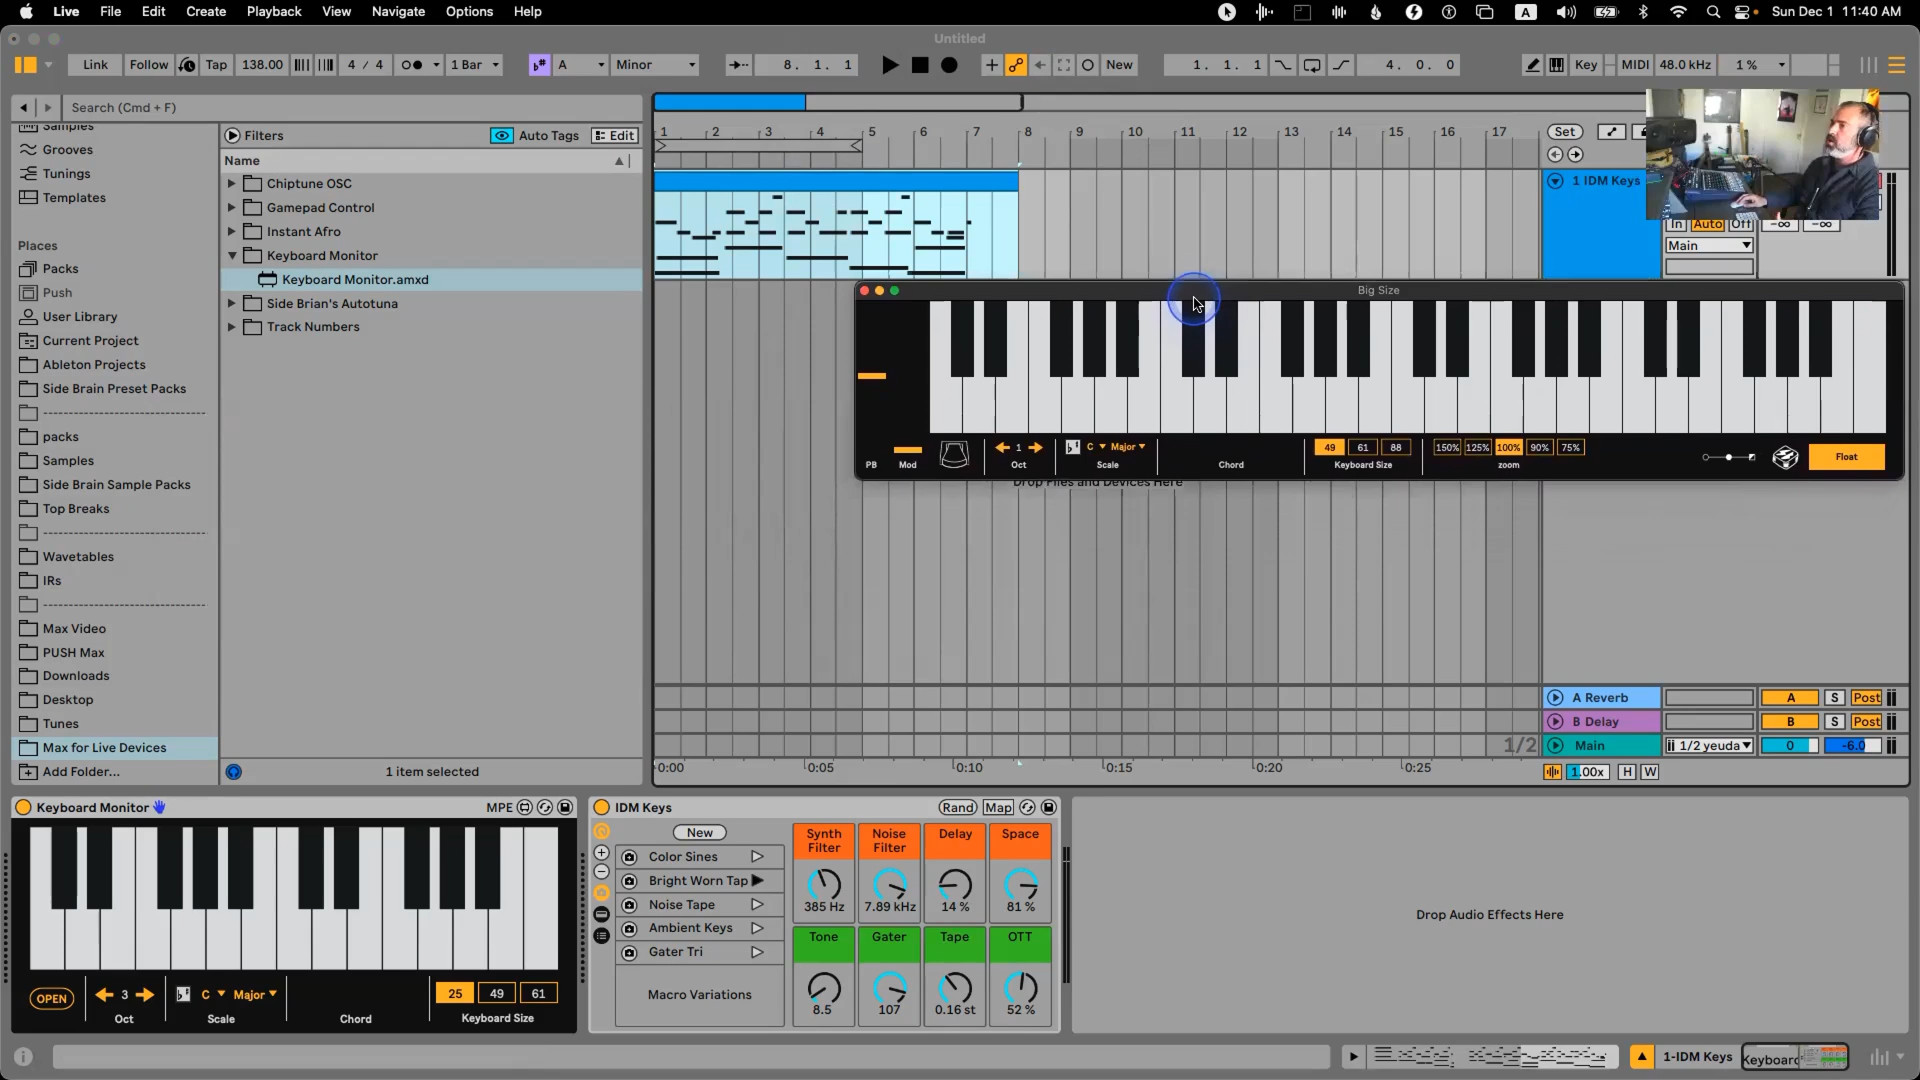 Live File Edit Create Playback View Navigate Options Help A Sun Dec 1 11:40 AM
Untitled
Link Follow Tap 138.00 4 / 4 1 Bar A Minor 8. 1. 1 New 1. 1. 1 4. 0. 0 Key MIDI 48.0 kHz 1 %
Search (Cmd + F)
Samples
Grooves
Tunings
Templates
Places
Packs
Push
User Library
Current Project
Ableton Projects
Side Brain Preset Packs
------------------------
packs
Samples
Side Brain Sample Packs
Top Breaks
------------------------
Wavetables
IRs
------------------------
Max Video
PUSH Max
Downloads
Desktop
Tunes
Max for Live Devices
Add Folder...
Filters Auto Tags Edit
Name
Chiptune OSC
Gamepad Control
Instant Afro
Keyboard Monitor
Keyboard Monitor.amxd
Side Brian's Autotuna
Track Numbers
1 item selected
1 2 3 4 5 6 7 8 9 10 11 12 13 14 15 16 17
Set
1 IDM Keys
In Auto Off -∞ -∞
Main
Big Size
49 61 88 150% 125% 100% 90% 75%
1 C Major
PB Mod Oct Scale Chord Keyboard Size zoom Float
Drop Files and Devices Here
A Reverb A S Post
B Delay B S Post
1/2 Main 1/2 yeuda 0 -6.0
0:00 0:05 0:10 0:15 0:20 0:25 1.00x H W
Keyboard Monitor MPE
OPEN 3 C Major 25 49 61
Oct Scale Chord Keyboard Size
IDM Keys Rand Map
New
Color Sines
Bright Worn Tap
Noise Tape
Ambient Keys
Gater Tri
Macro Variations
Synth Filter Noise Filter Delay Space
385 Hz 7.89 kHz 14 % 81 %
Tone Gater Tape OTT
8.5 107 0.16 st 52 %
Drop Audio Effects Here
1-IDM Keys Keyboard